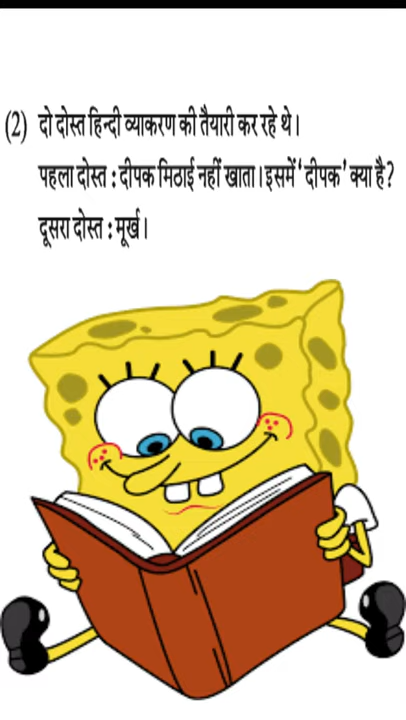 (2) दो दोस्त हिन्दी व्याकरण की तैयारी कर रहे थे।
पहला दोस्त : दीपक मिठाई नहीं खाता। इसमें ‘दीपक’ क्या है?
दूसरा दोस्त : मूर्ख।